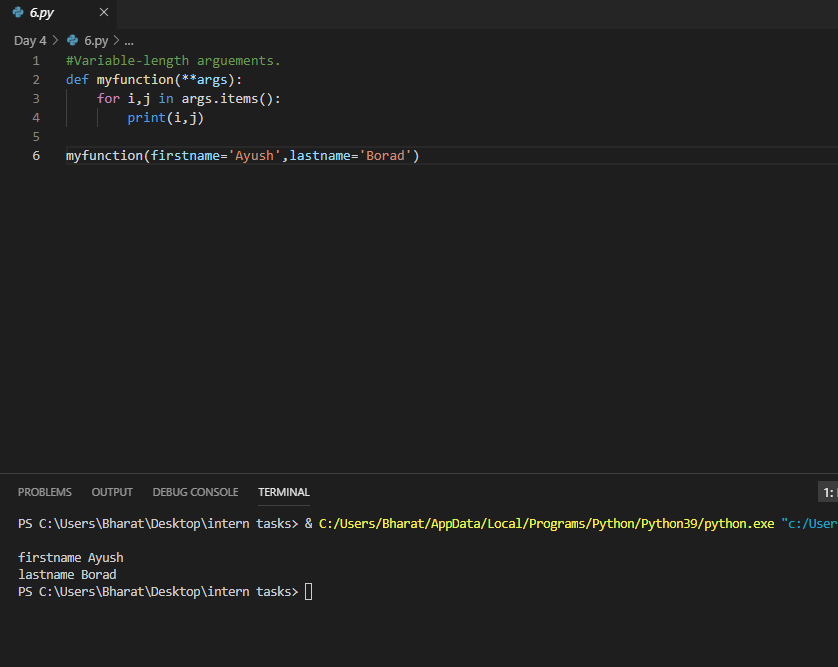 6.py ×
Day 4 > 6.py > ...
1 #Variable-length arguements.
2 def myfunction(**args):
3     for i,j in args.items():
4         print(i,j)
5
6 myfunction(firstname='Ayush',lastname='Borad')
PROBLEMS OUTPUT DEBUG CONSOLE TERMINAL 1:
PS C:\Users\Bharat\Desktop\intern tasks> & C:/Users/Bharat/AppData/Local/Programs/Python/Python39/python.exe "c:/User
firstname Ayush
lastname Borad
PS C:\Users\Bharat\Desktop\intern tasks>